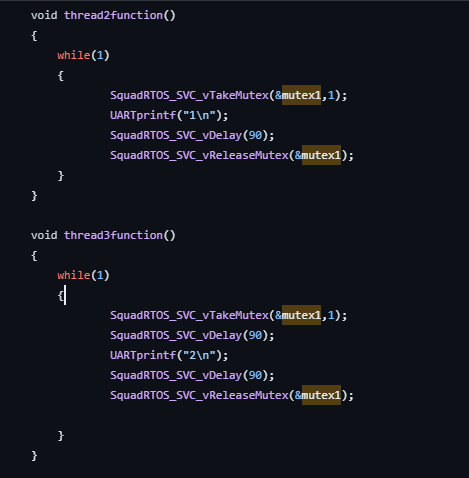 void thread2function()
{
    while(1)
    {
            SquadRTOS_SVC_vTakeMutex(&mutex1,1);
            UARTprintf("1\n");
            SquadRTOS_SVC_vDelay(90);
            SquadRTOS_SVC_vReleaseMutex(&mutex1);
    }
}

void thread3function()
{
    while(1)
    {
            SquadRTOS_SVC_vTakeMutex(&mutex1,1);
            SquadRTOS_SVC_vDelay(90);
            UARTprintf("2\n");
            SquadRTOS_SVC_vDelay(90);
            SquadRTOS_SVC_vReleaseMutex(&mutex1);

    }
}